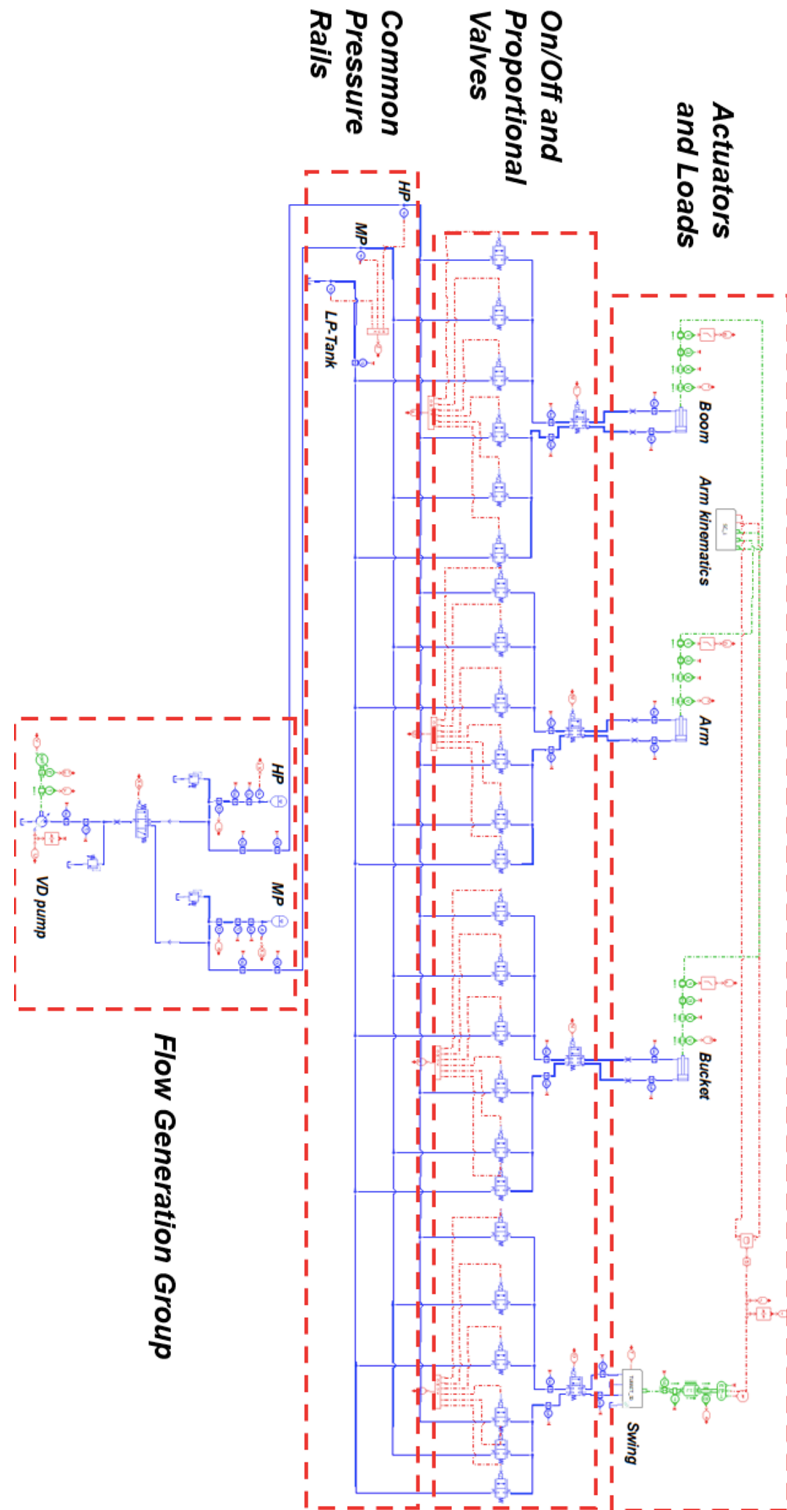 Actuators
and Loads
Boom
Arm kinematics
Arm
Bucket
Swing
On/Off and
Proportional
Valves
Common
Pressure
Rails
HP
MP
LP-Tank
HP
MP
VD pump
Flow Generation Group